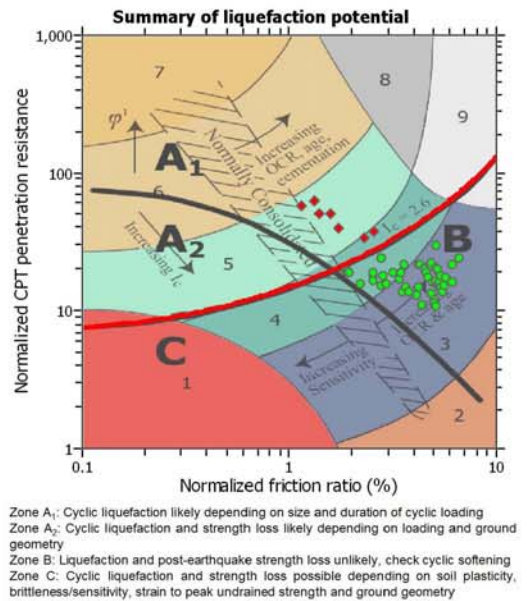 Summary of liquefaction potential
1,000
7
8
9
φ'
A1
Normally Consolidated
Increasing
OCR, age,
cementation
100
6
A2
Increasing Ic
5
Ic = 2.6
B
Normalized CPT penetration resistance
10
4
C
1
Increasing
Sensitivity
OCR & age
3
2
1
0.1
1
10
Normalized friction ratio (%)
Zone A1: Cyclic liquefaction likely depending on size and duration of cyclic loading
Zone A2: Cyclic liquefaction and strength loss likely depending on loading and ground
geometry
Zone B: Liquefaction and post-earthquake strength loss unlikely, check cyclic softening
Zone C: Cyclic liquefaction and strength loss possible depending on soil plasticity,
brittleness/sensitivity, strain to peak undrained strength and ground geometry